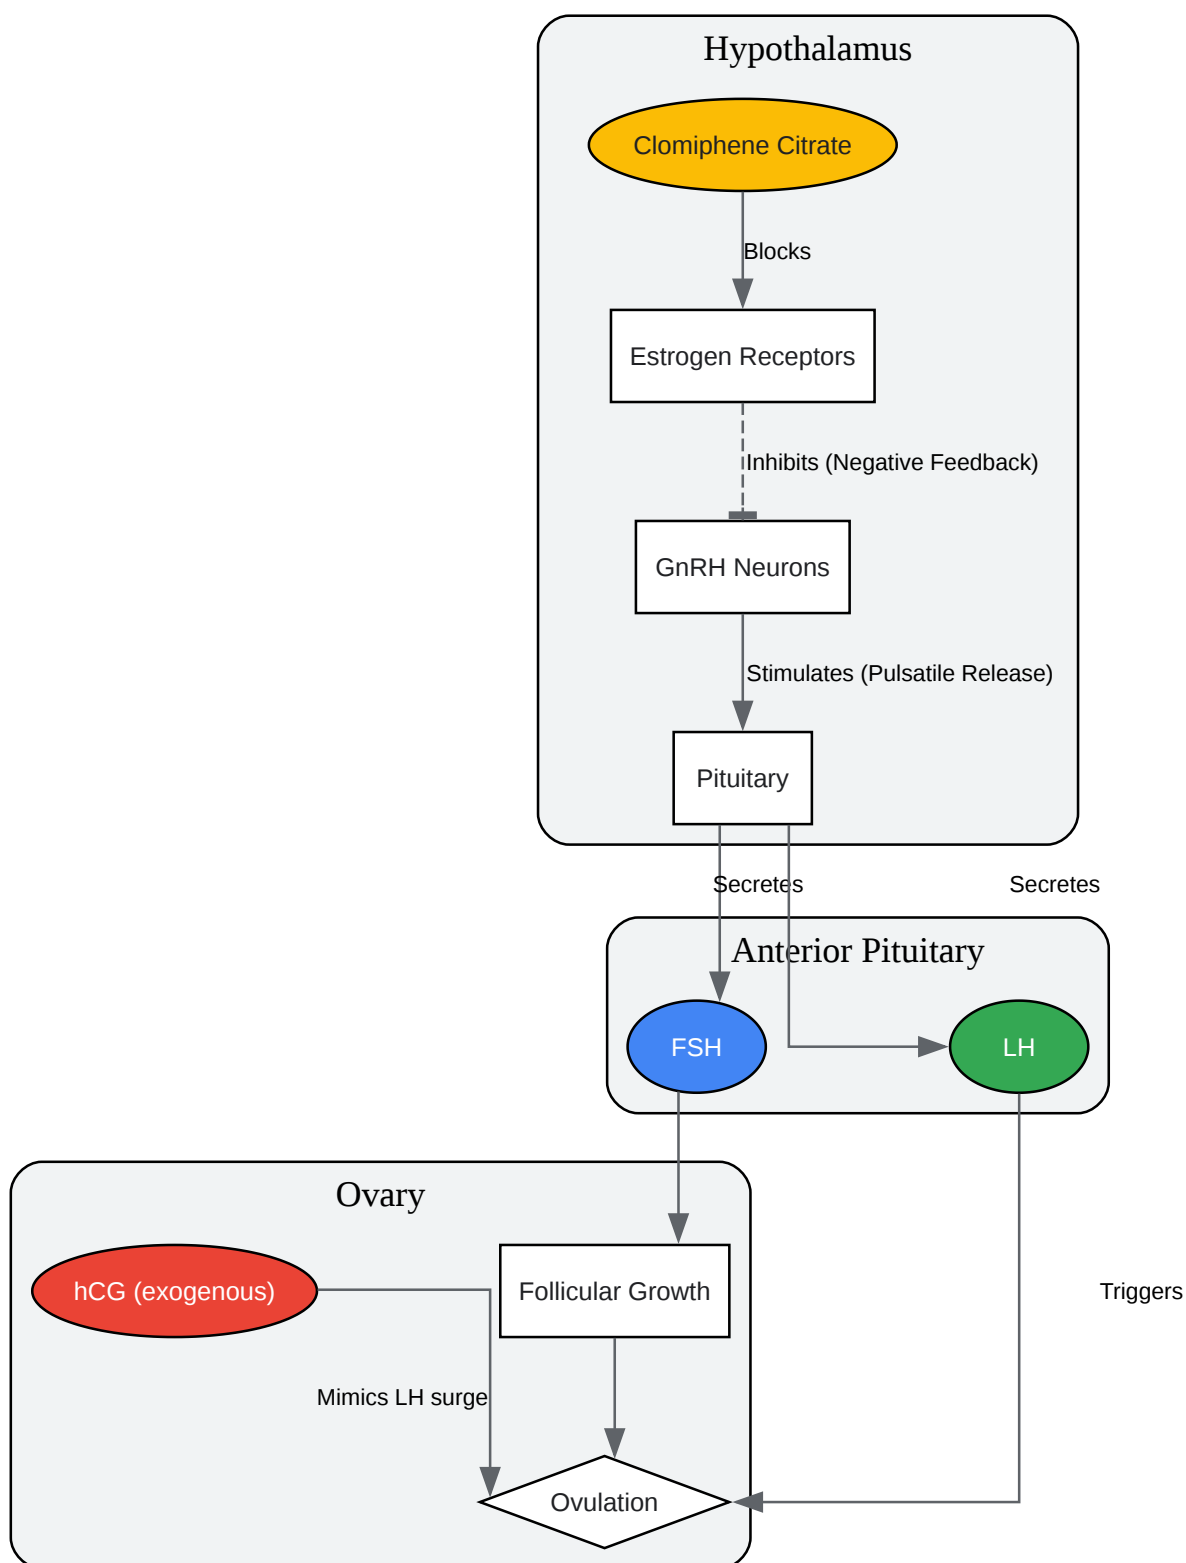 Hypothalamus
Clomiphene Citrate
Blocks
Estrogen Receptors
Inhibits (Negative Feedback)
GnRH Neurons
Stimulates (Pulsatile Release)
Pituitary
Secretes
Secretes
Anterior Pituitary
FSH
LH
Ovary
hCG (exogenous)
Follicular Growth
Triggers
Mimics LH surge
Ovulation